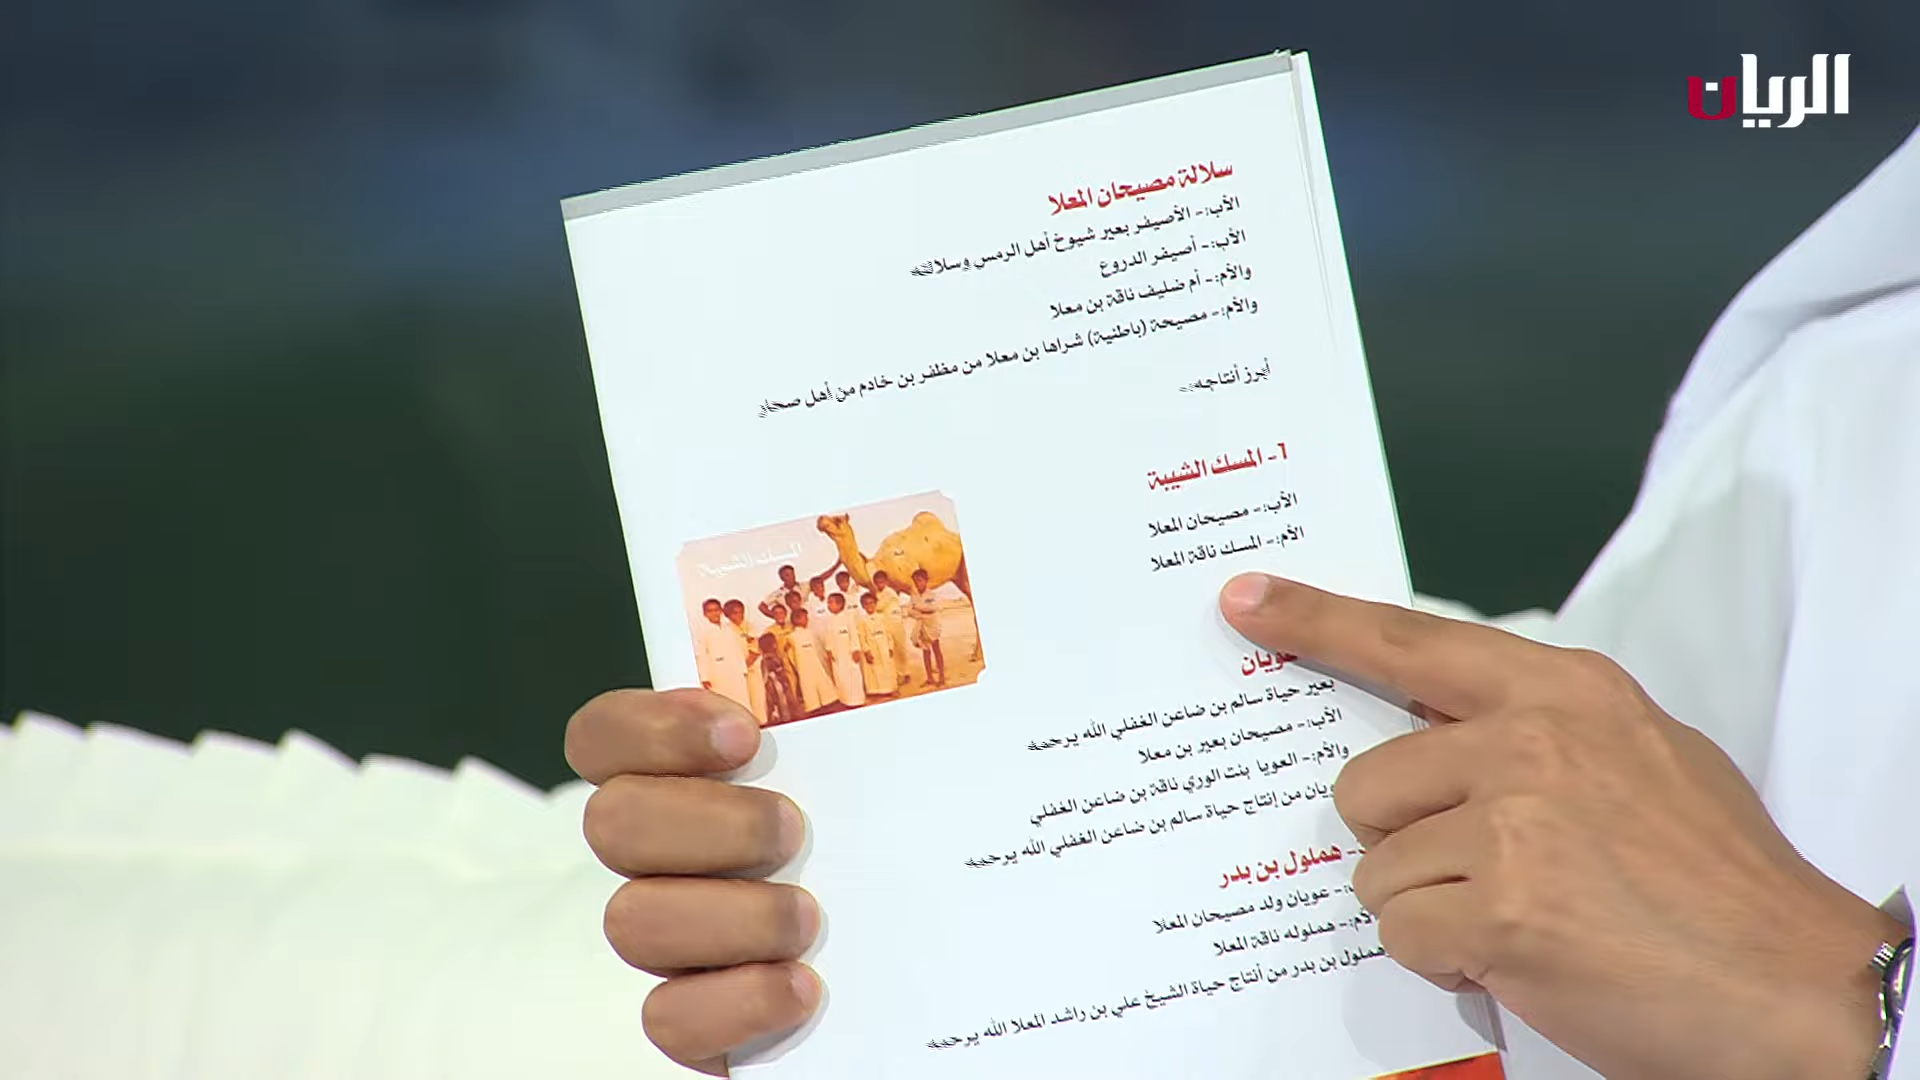 الريان
سلالة مصيحان المعلا
الأب:- الأصيفر بعير شيوخ أهل الرمس وسلالته
الأب:- أصيفر الدروع
والأم:- أم ضليف ناقة بن معلا
والأم:- مصيحة (باطنية) شراها بن معلا من مظفر بن خادم من أهل صحار
أبرز أنتاجه:-
٦- المسك الشيبة
الأب:- مصيحان المعلا
الأم:- المسك ناقة المعلا
المسك الشيبة
عويان
بعير حياة سالم بن ضاعن الغفلي الله يرحمه
الأب:- مصيحان بعير بن معلا
والأم:- العويا بنت الوري ناقة بن ضاعن الغفلي
ويان من إنتاج حياة سالم بن ضاعن الغفلي الله يرحمه
- هملول بن بدر
ب:- عويان ولد مصيحان المعلا
الأم:- هملوله ناقة المعلا
هملول بن بدر من أنتاج حياة الشيخ علي بن راشد المعلا الله يرحمه